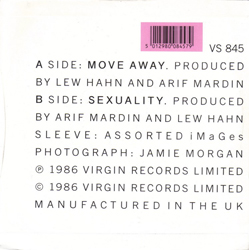 5 012980 084579
VS 845
A SIDE: MOVE AWAY. PRODUCED
BY LEW HAHN AND ARIF MARDIN
B SIDE: SEXUALITY. PRODUCED
BY ARIF MARDIN AND LEW HAHN
SLEEVE: ASSORTED iMaGes
PHOTOGRAPH: JAMIE MORGAN
℗ 1986 VIRGIN RECORDS LIMITED
© 1986 VIRGIN RECORDS LIMITED
MANUFACTURED IN THE UK